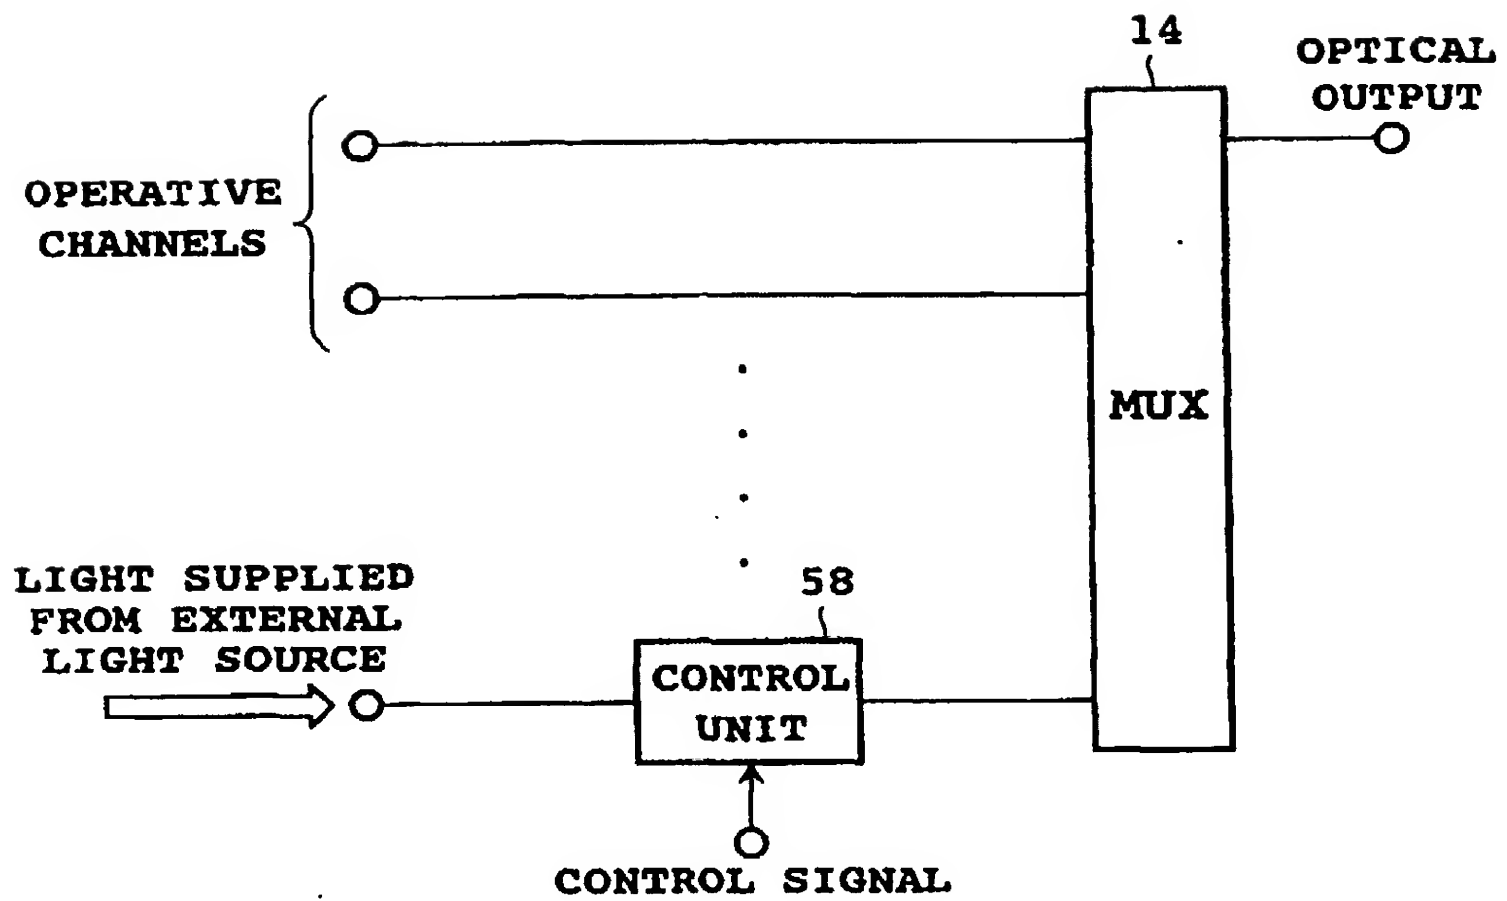 14
OPTICAL
OUTPUT
OPERATIVE
CHANNELS
MUX
LIGHT SUPPLIED
FROM EXTERNAL
LIGHT SOURCE
58
CONTROL
UNIT
CONTROL SIGNAL